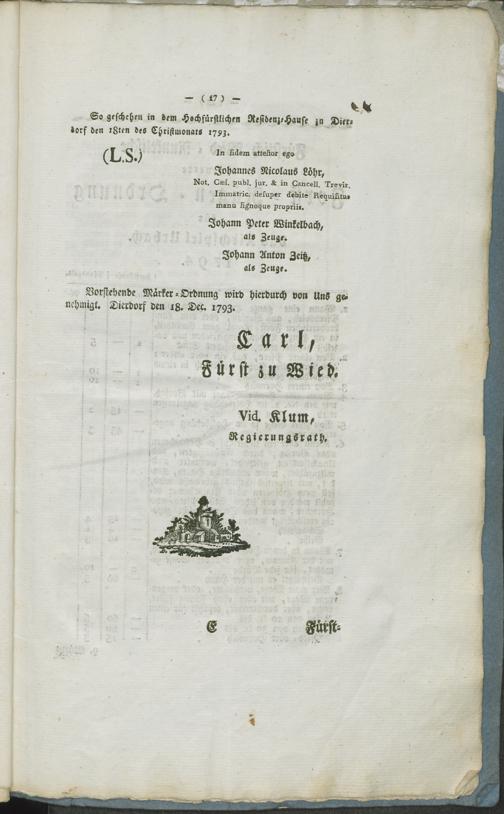 — ( 17 ) —
So geschehen in dem Hochfürstlichen Residenz-Hause zu Dier-
dorf den 18ten des Christmonats 1793.
(L.S.)
In fidem attestor ego
Johannes Nicolaus Löhr,
Not. Cæs. publ. jur. & in Cancell. Trevir.
Immatric. desuper debite Requisitus
manu signoque propriis.
Johann Peter Winkelbach,
als Zeuge.
Johann Anton Zeitz,
als Zeuge.
Vorstehende Märker-Ordnung wird hierdurch von Uns ge-
nehmigt. Dierdorf den 18. Dec. 1793.
Carl,
Fürst zu Wied.
Vid. Klum,
Regierungsrath.
E Fürst-